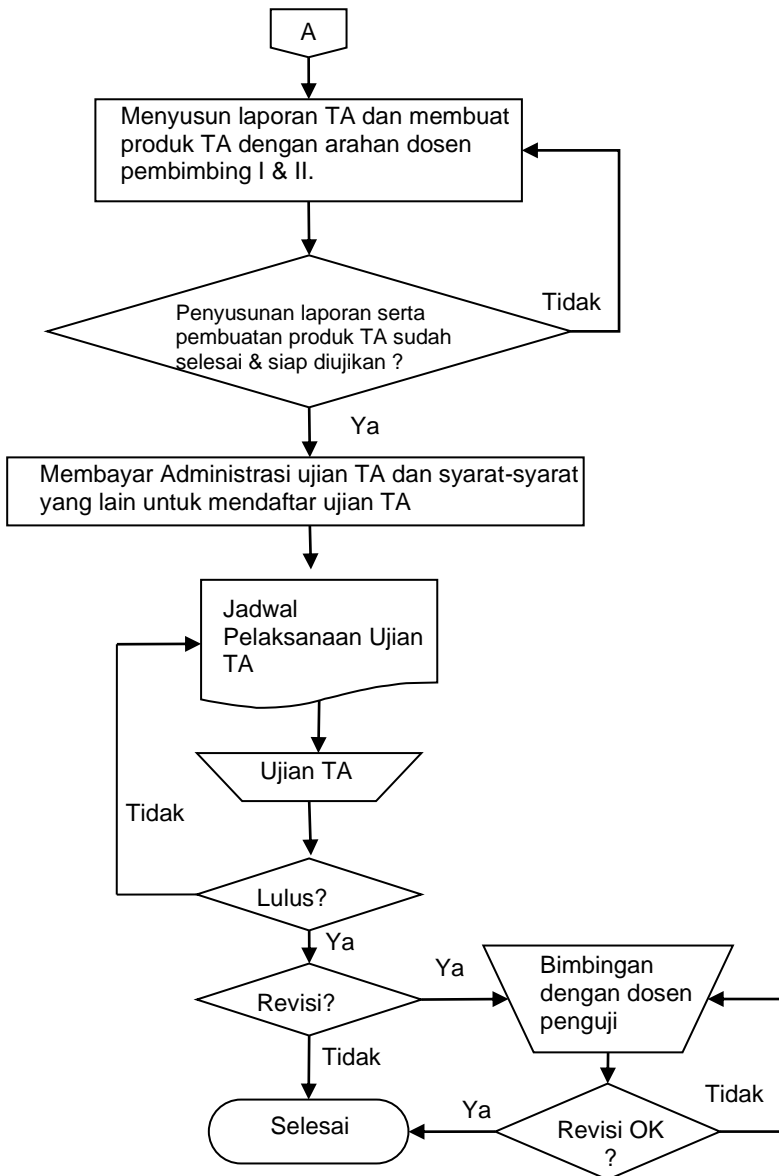 A
Menyusun laporan TA dan membuat
produk TA dengan arahan dosen
pembimbing I & II.
Tidak
Penyusunan laporan serta
pembuatan produk TA sudah
selesai & siap diujikan ?
Ya
Membayar Administrasi ujian TA dan syarat-syarat
yang lain untuk mendaftar ujian TA
Jadwal
Pelaksanaan Ujian
TA
Ujian TA
Tidak
Lulus?
Ya
Revisi?
Ya
Bimbingan
dengan dosen
penguji
Tidak
Selesai
Ya
Revisi OK
?
Tidak